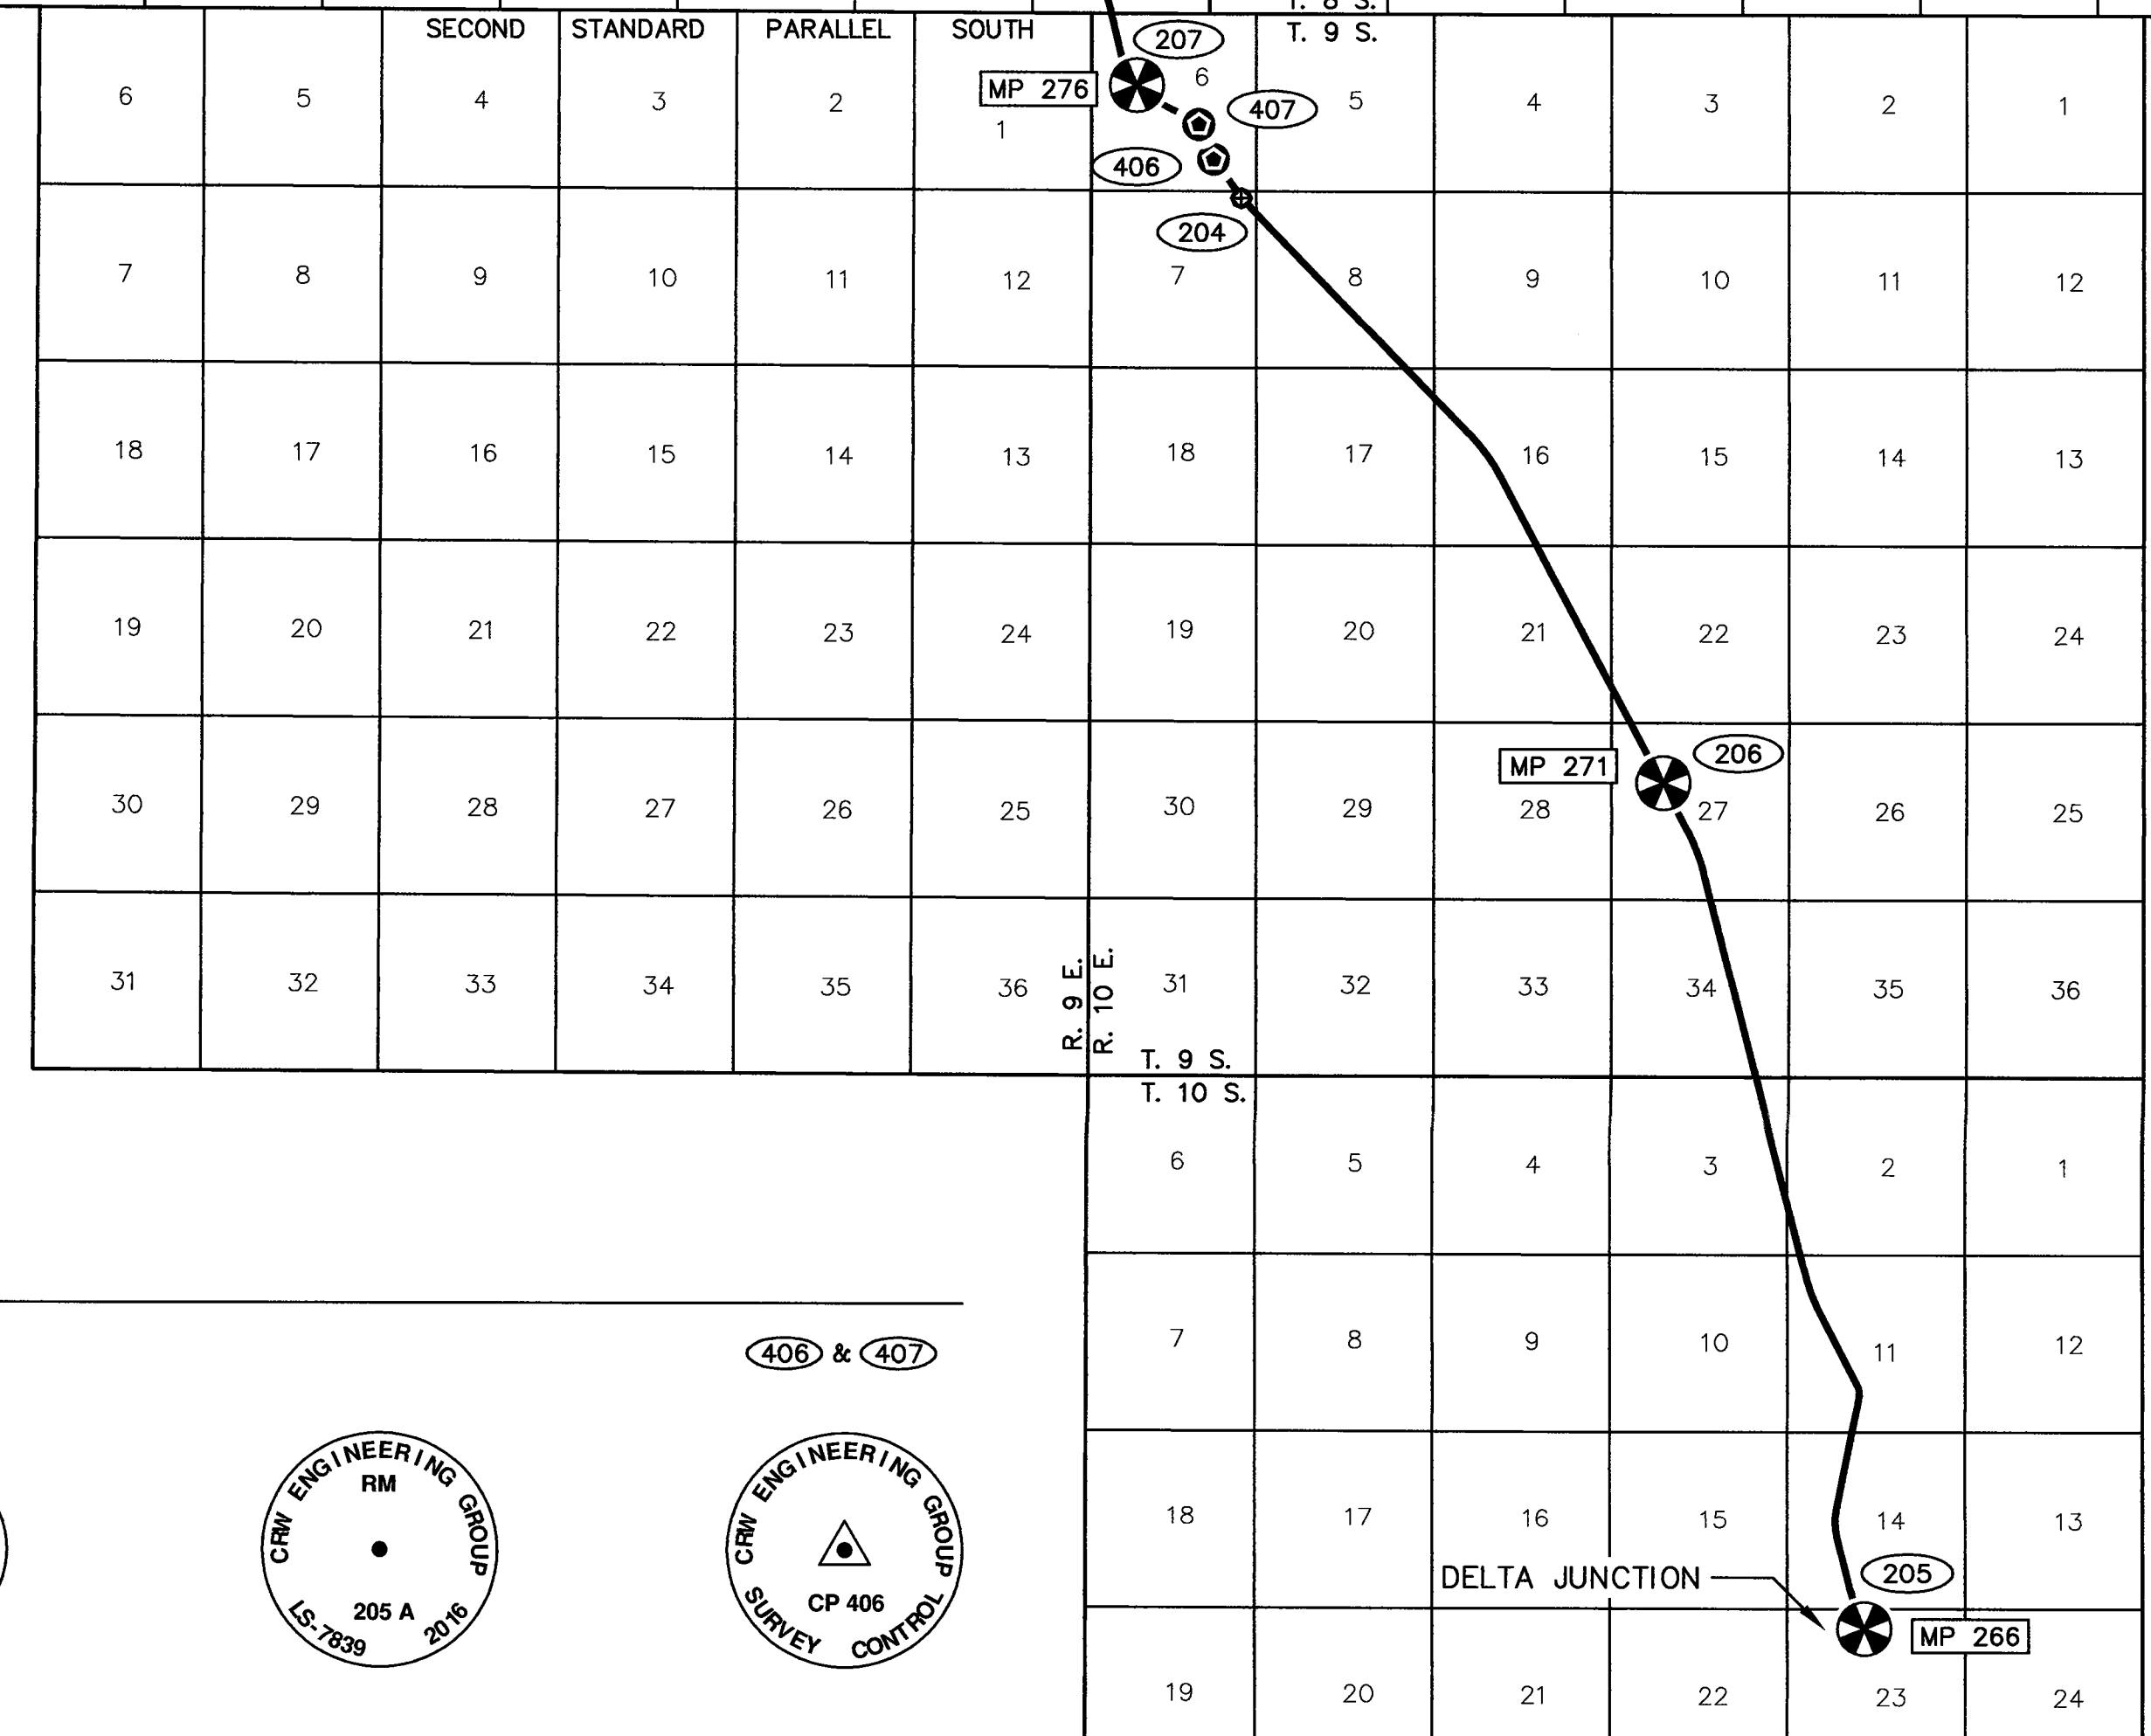 T. 8 S.
SECOND STANDARD PARALLEL SOUTH
T. 9 S.
207
MP 276
6
407
6 5 4 3 2 1
5 4 3 2 1
406
204
7 8 9 10 11 12 7 8 9 10 11 12
18 17 16 15 14 13 18 17 16 15 14 13
19 20 21 22 23 24 19 20 21 22 23 24
206
MP 271
30 29 28 27 26 25 30 29 28 27 26 25
31 32 33 34 35 36 31 32 33 34 35 36
R. 9 E.
R. 10 E.
T. 9 S.
T. 10 S.
6 5 4 3 2 1
7 8 9 10 11 12
18 17 16 15 14 13
205
DELTA JUNCTION
MP 266
19 20 21 22 23 24
406 & 407
CRW ENGINEERING GROUP
RM
205 A
LS-7839 2016
CRW ENGINEERING GROUP
CP 406
SURVEY CONTROL